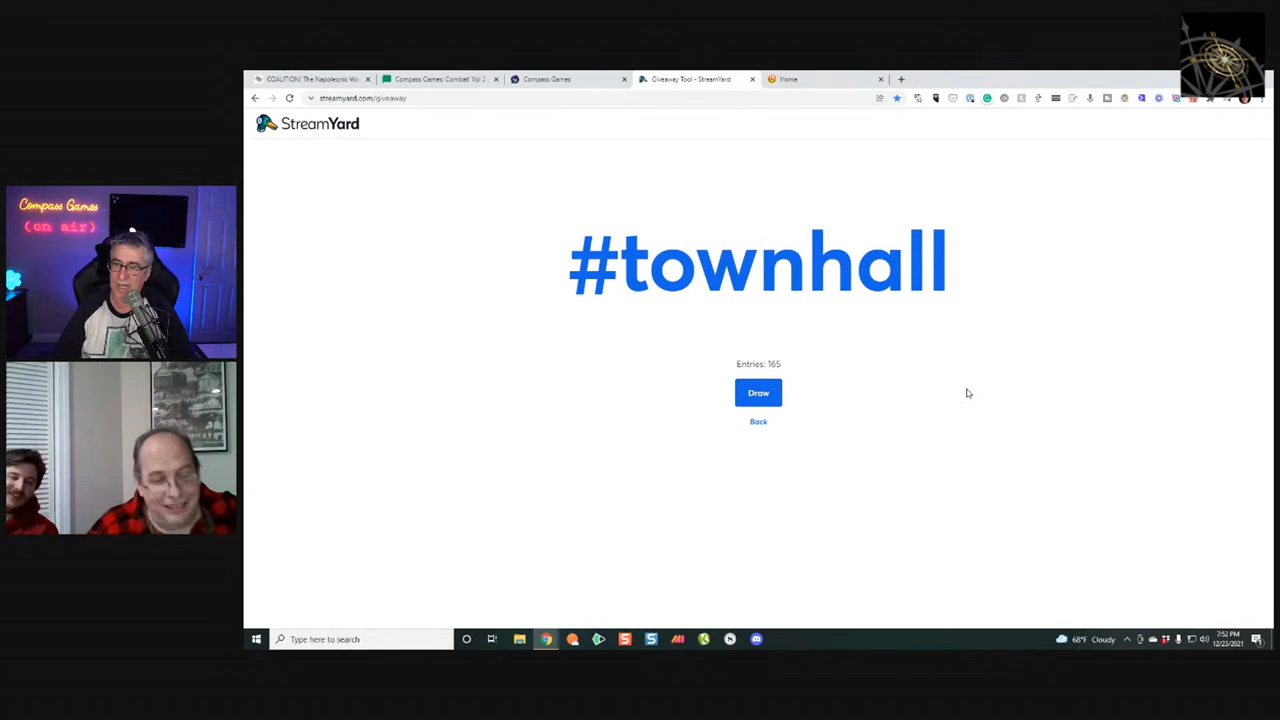 COALITION! The Napoleonic Wa
Compass Games: Combat! Vol 2
Compass Games
Giveaway Tool - StreamYard
Home
streamyard.com/giveaway
StreamYard
Compass Games
(on air)
#townhall
Entries: 165
Draw
Back
Type here to search
68°F Cloudy
7:52 PM
12/23/2021